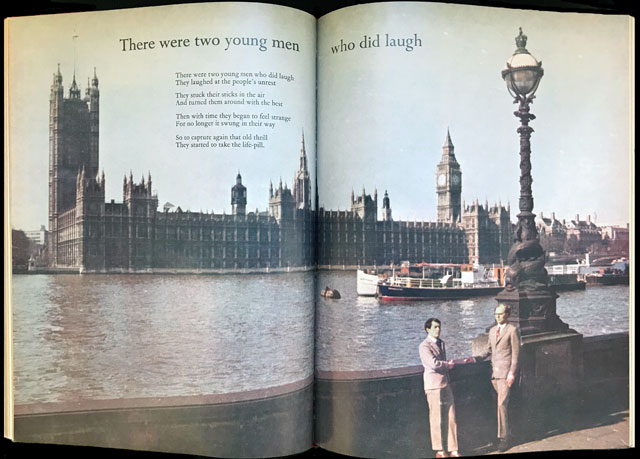 There were two young men who did laugh
There were two young men who did laugh
They laughed at the people's unrest
They stuck their sticks in the air
And turned them around with the best
Then with time they began to feel strange
For no longer it swung in their way
So to capture again that old thrill
They started to take the life-pill.